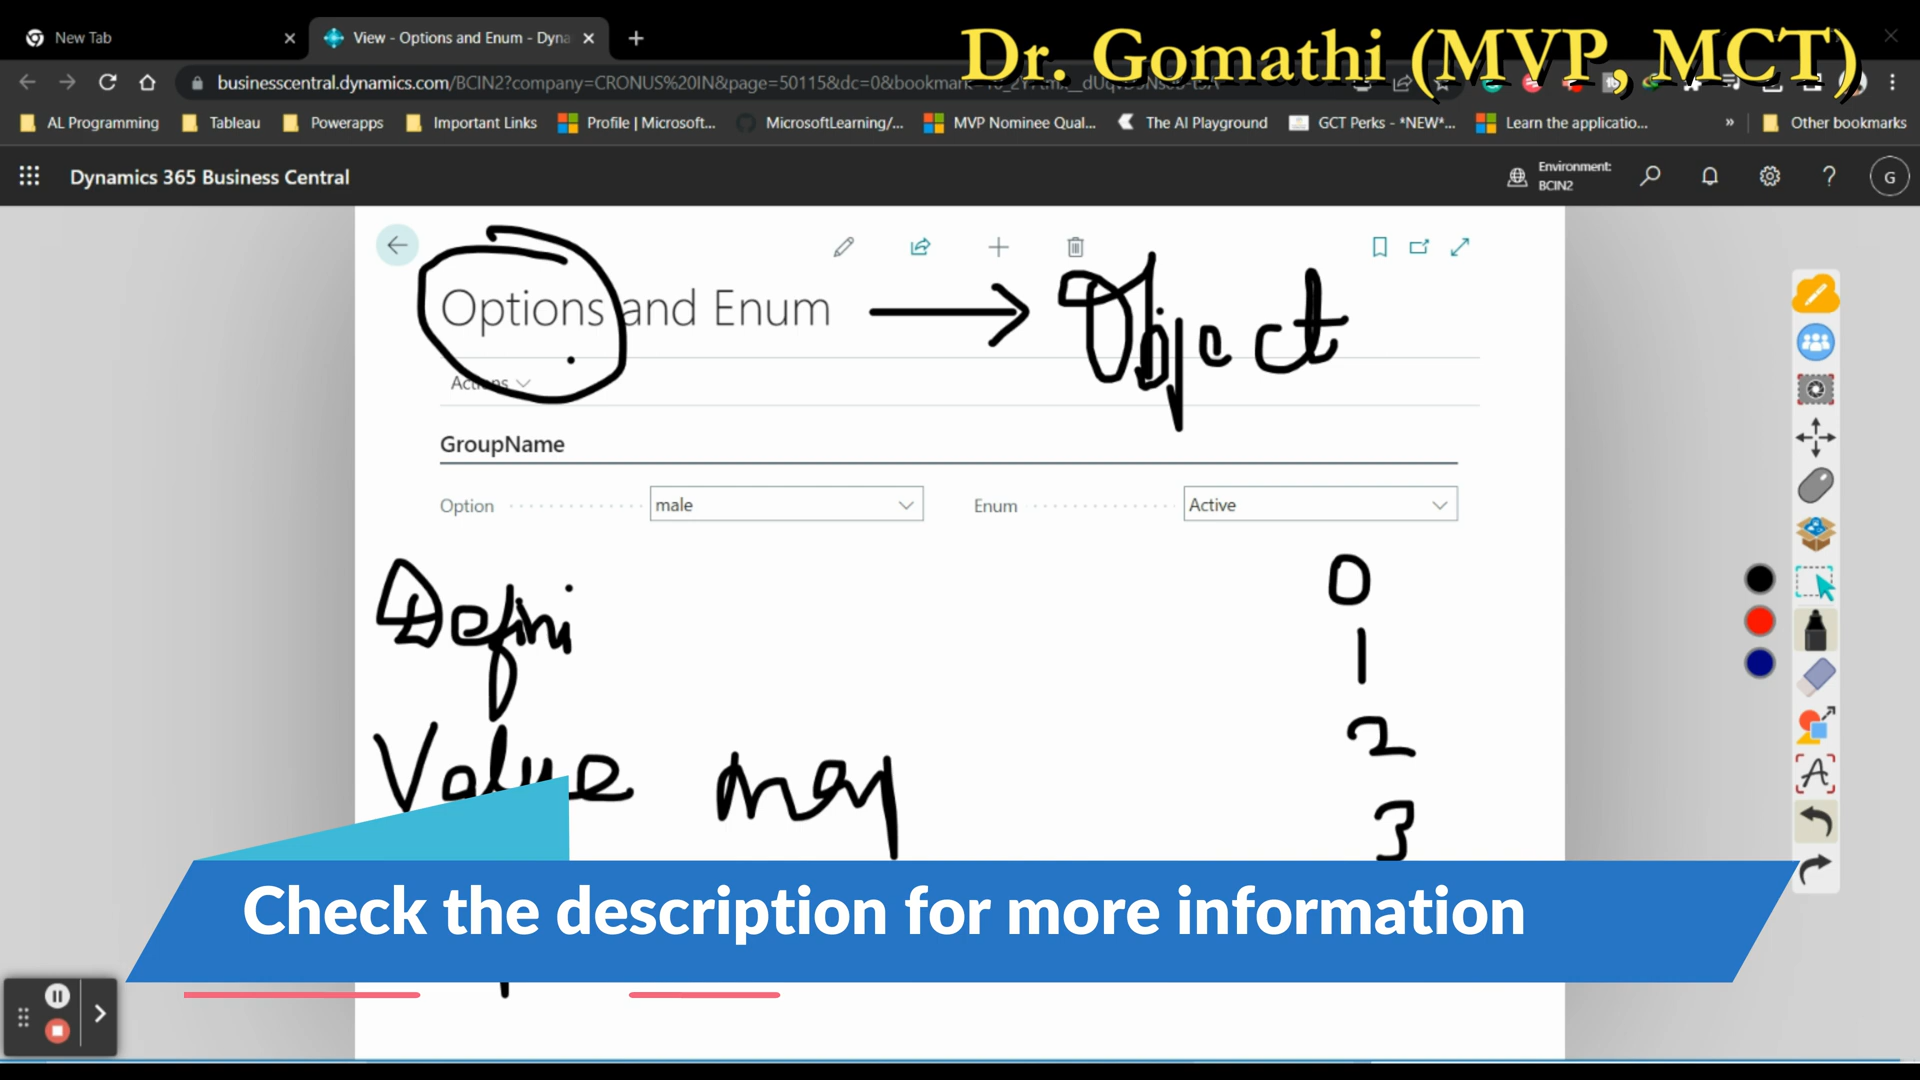 New Tab
View - Options and Enum - Dyna
Dr. Gomathi (MVP, MCT)
businesscentral.dynamics.com/BCIN2?company=CRONUS%20IN&page=50115&dc=0&bookmark
AL Programming Tableau Powerapps Important Links Profile | Microsoft... MicrosoftLearning/... MVP Nominee Qual... The AI Playground GCT Perks - *NEW*... Learn the applicatio... » Other bookmarks
Dynamics 365 Business Central
Environment:
BCIN2
G
Options and Enum
Object
Actions
GroupName
Option male Enum Active
0
Defini
1
2
Value may
3
Check the description for more information